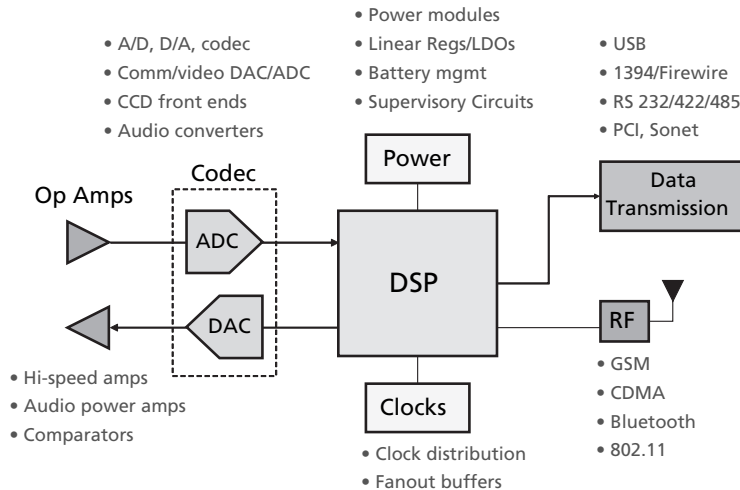 • Power modules
• Linear Regs/LDOs
• Battery mgmt
• Supervisory Circuits
• A/D, D/A, codec
• Comm/video DAC/ADC
• CCD front ends
• Audio converters
• USB
• 1394/Firewire
• RS 232/422/485
• PCI, Sonet
Codec
Power
Data
Transmission
Op Amps
ADC
DSP
DAC
RF
• Hi-speed amps
• Audio power amps
• Comparators
Clocks
• GSM
• CDMA
• Bluetooth
• 802.11
• Clock distribution
• Fanout buffers